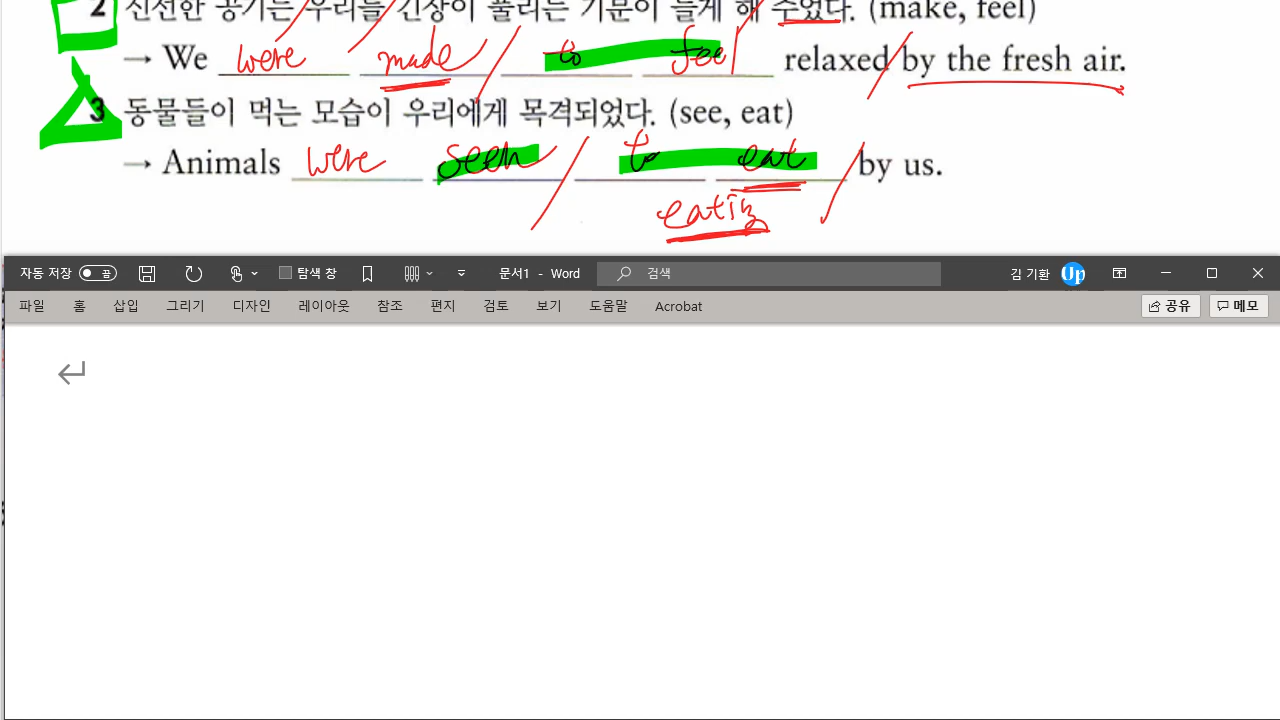 2 신선한 공기는 우리를 긴장이 풀리는 기분이 들게 해 주었다. (make, feel)
→ We were made to feel relaxed by the fresh air.
3 동물들이 먹는 모습이 우리에게 목격되었다. (see, eat)
→ Animals were seen to eat by us.
eating
자동 저장 끔 탐색 창 문서1 - Word 검색 김 기환 Up
파일 홈 삽입 그리기 디자인 레이아웃 참조 편지 검토 보기 도움말 Acrobat 공유 메모